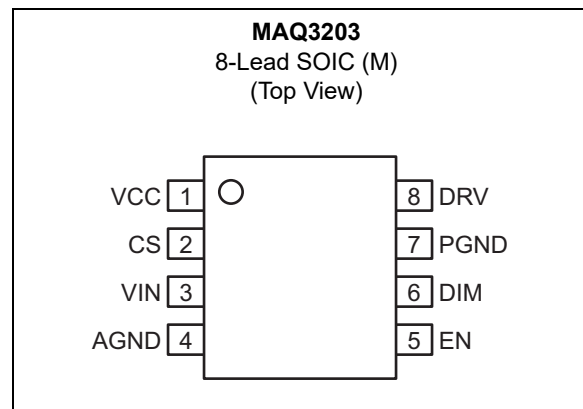 MAQ3203
8-Lead SOIC (M)
(Top View)
VCC 1 8 DRV
CS 2 7 PGND
VIN 3 6 DIM
AGND 4 5 EN